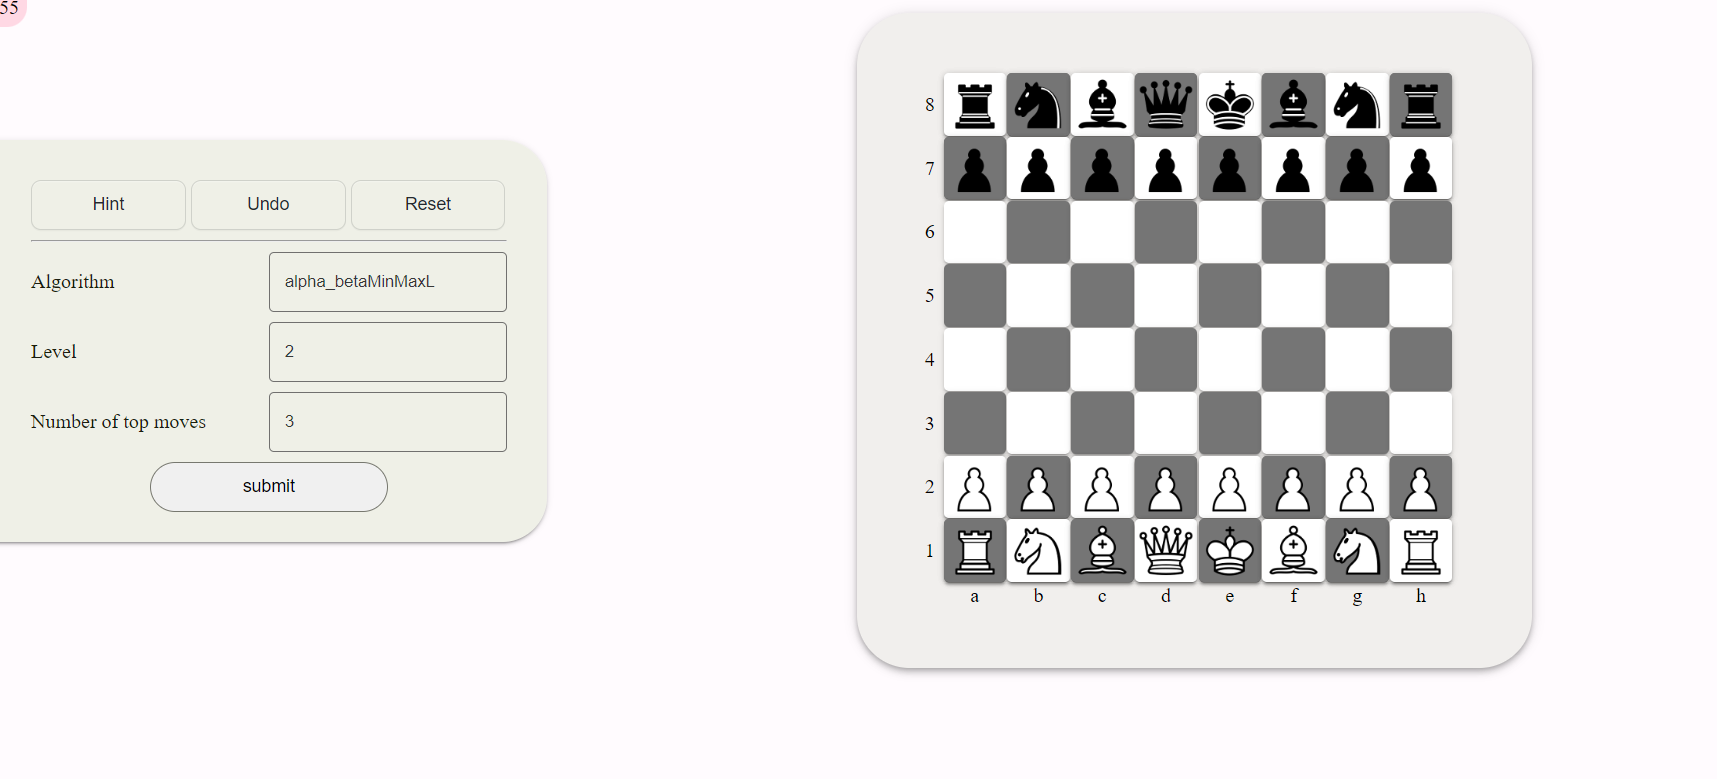 55
Hint Undo Reset
Algorithm alpha_betaMinMaxL
Level 2
Number of top moves 3
submit
8
7
6
5
4
3
2
1
a b c d e f g h